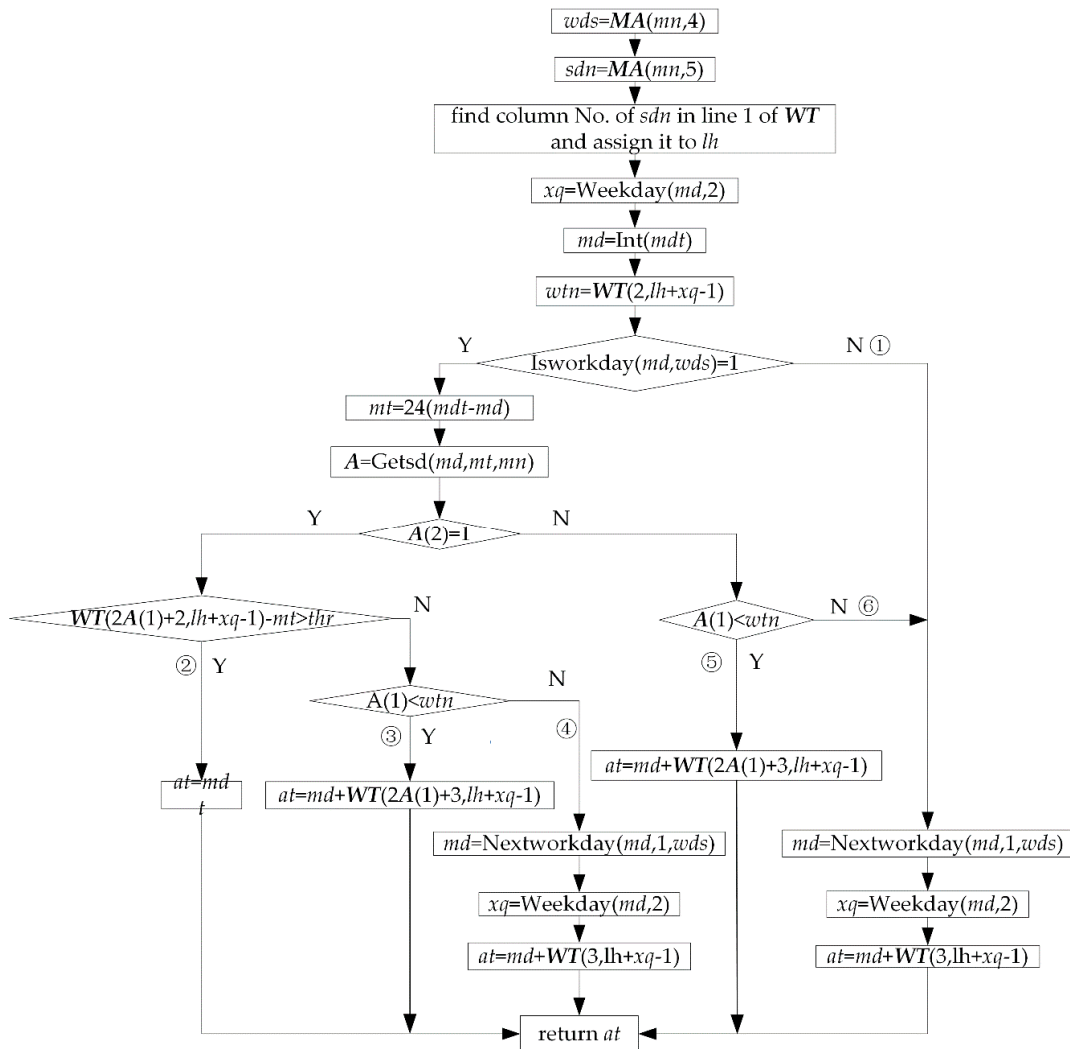 wds=MA(mn,4)
sdn=MA(mn,5)
find column No. of sdn in line 1 of WT
and assign it to lh
xq=Weekday(md,2)
md=Int(mdt)
wtn=WT(2,lh+xq-1)
Isworkday(md,wds)=1
Y
N ①
mt=24(mdt-md)
A=Getsd(md,mt,mn)
A(2)=1
Y
N
WT(2A(1)+2,lh+xq-1)-mt>thr
N
② Y
A(1)<wtn
N ⑥
⑤ Y
A(1)<wtn
N
③ Y
④
at=md
t
at=md+WT(2A(1)+3,lh+xq-1)
at=md+WT(2A(1)+3,lh+xq-1)
md=Nextworkday(md,1,wds)
xq=Weekday(md,2)
at=md+WT(3,lh+xq-1)
md=Nextworkday(md,1,wds)
xq=Weekday(md,2)
at=md+WT(3,lh+xq-1)
return at